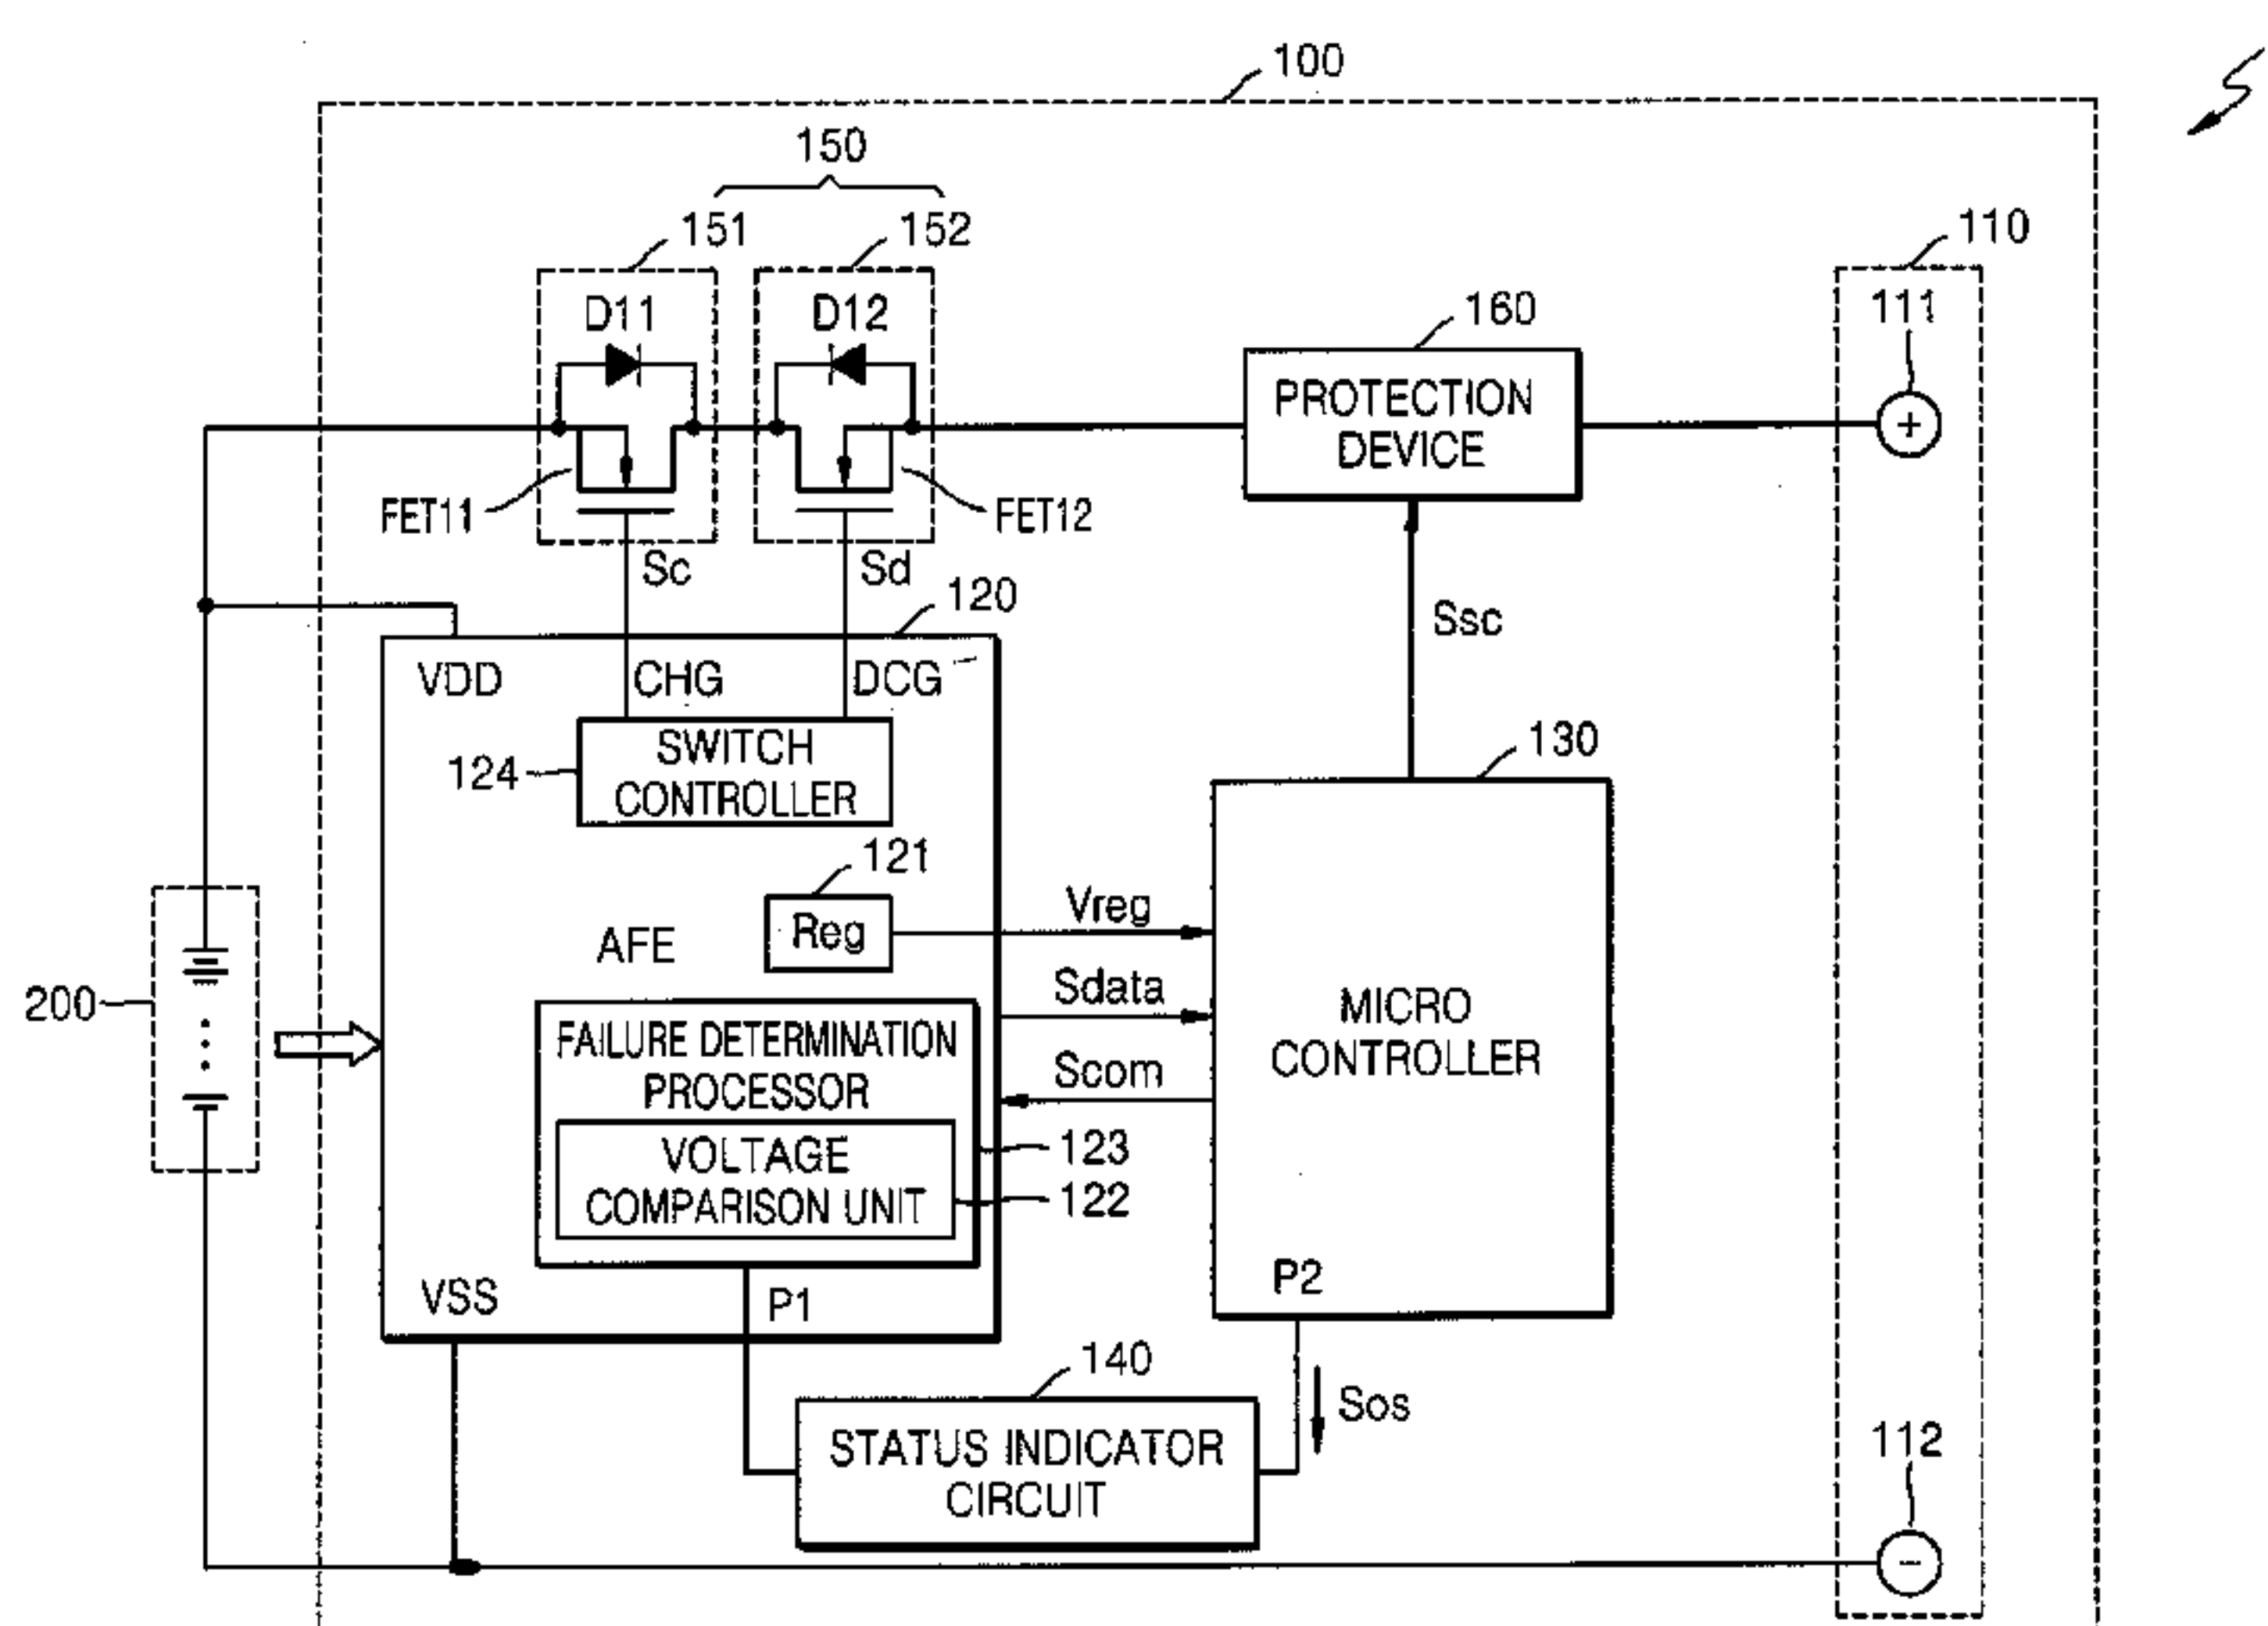 100
150
151
152
110
D11
D12
160
111
PROTECTION
DEVICE
+
FET11
FET12
Sc
Sd
120
Ssc
VDD
CHG
DCG
SWITCH
CONTROLLER
124
130
121
Reg
Vreg
AFE
200
Sdata
MICRO
CONTROLLER
FAILURE DETERMINATION
PROCESSOR
Scom
VOLTAGE
COMPARISON UNIT
123
122
P2
VSS
P1
140
Sos
STATUS INDICATOR
CIRCUIT
112
-